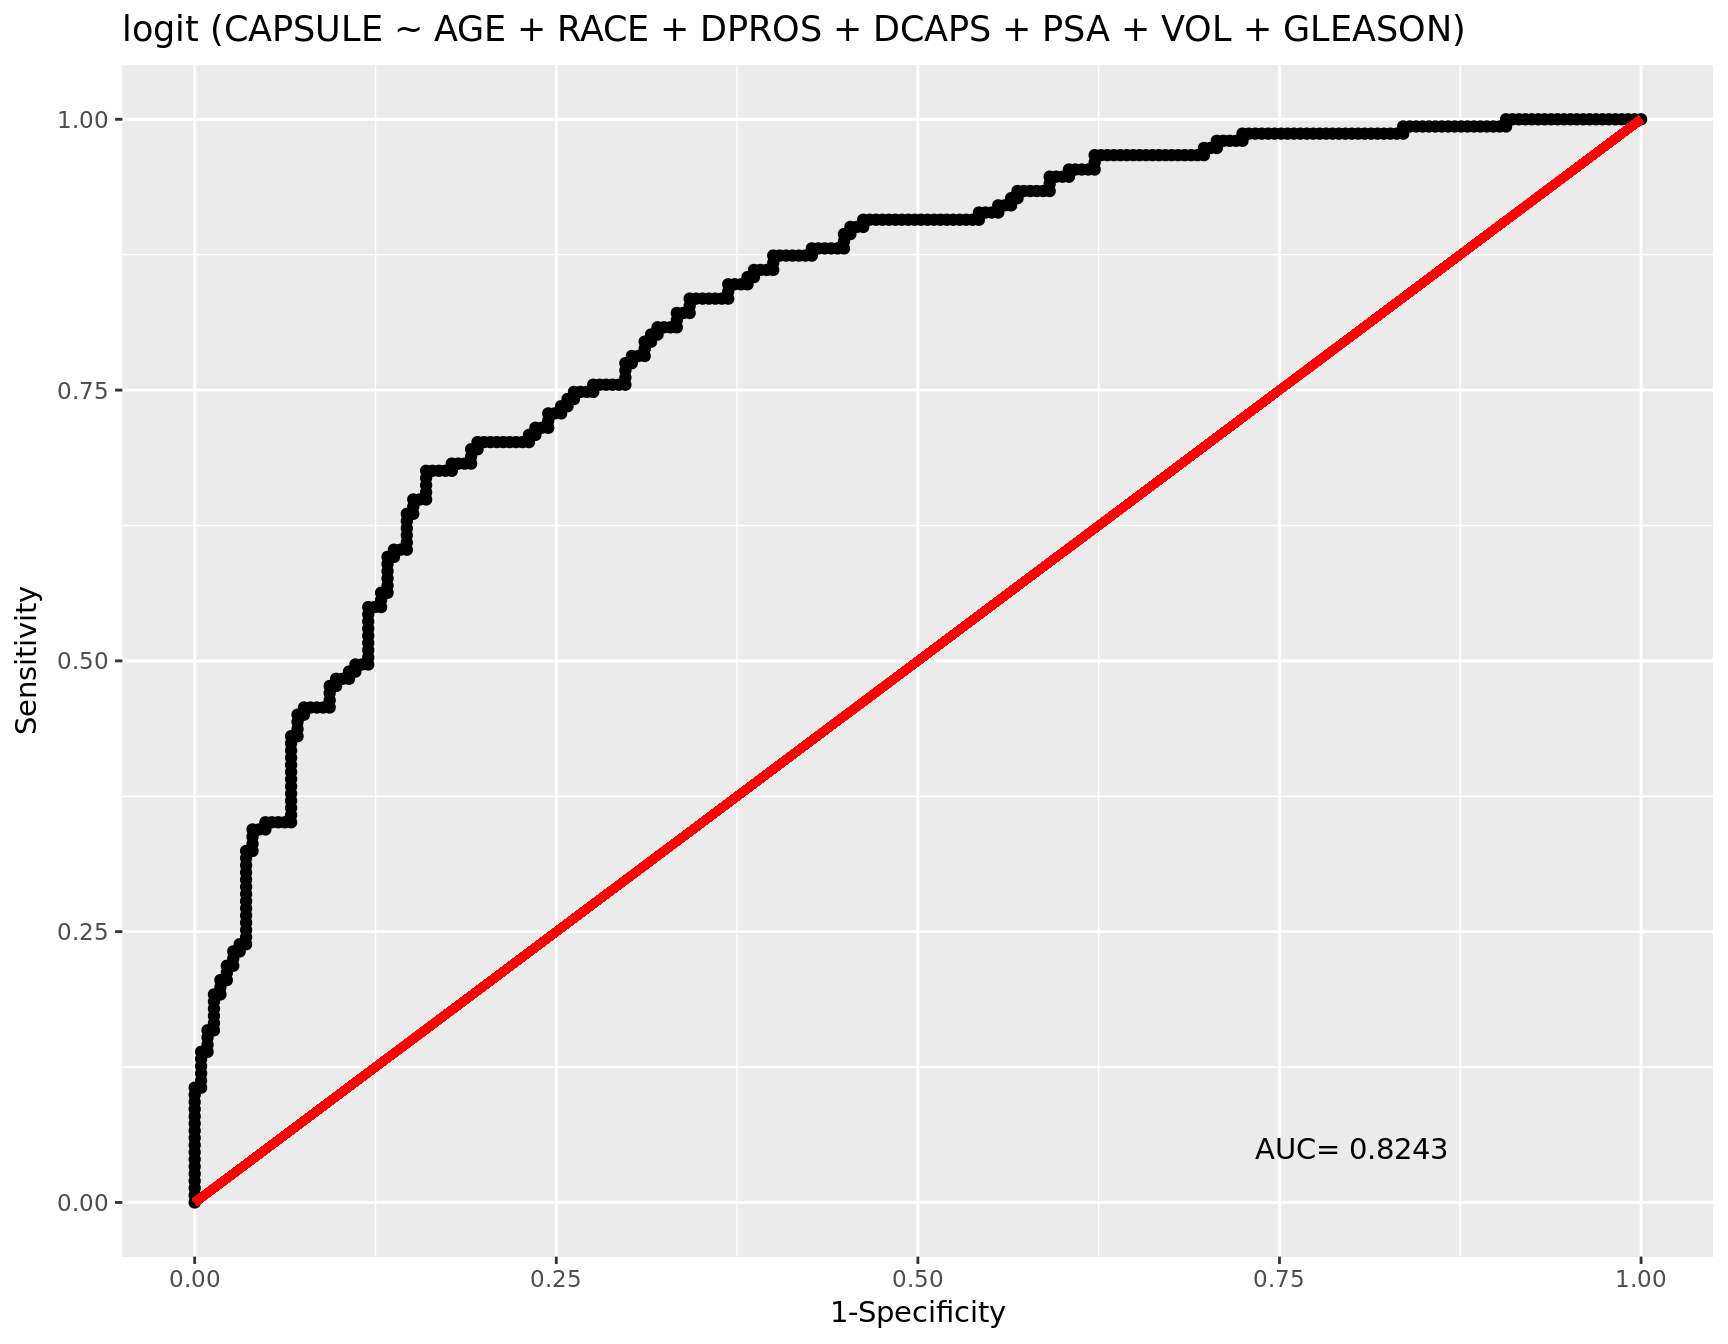 logit (CAPSULE ~ AGE + RACE + DPROS + DCAPS + PSA + VOL + GLEASON)
1.00
0.75
0.50
0.25
0.00
Sensitivity
AUC= 0.8243
0.00 0.25 0.50 0.75 1.00
1-Specificity